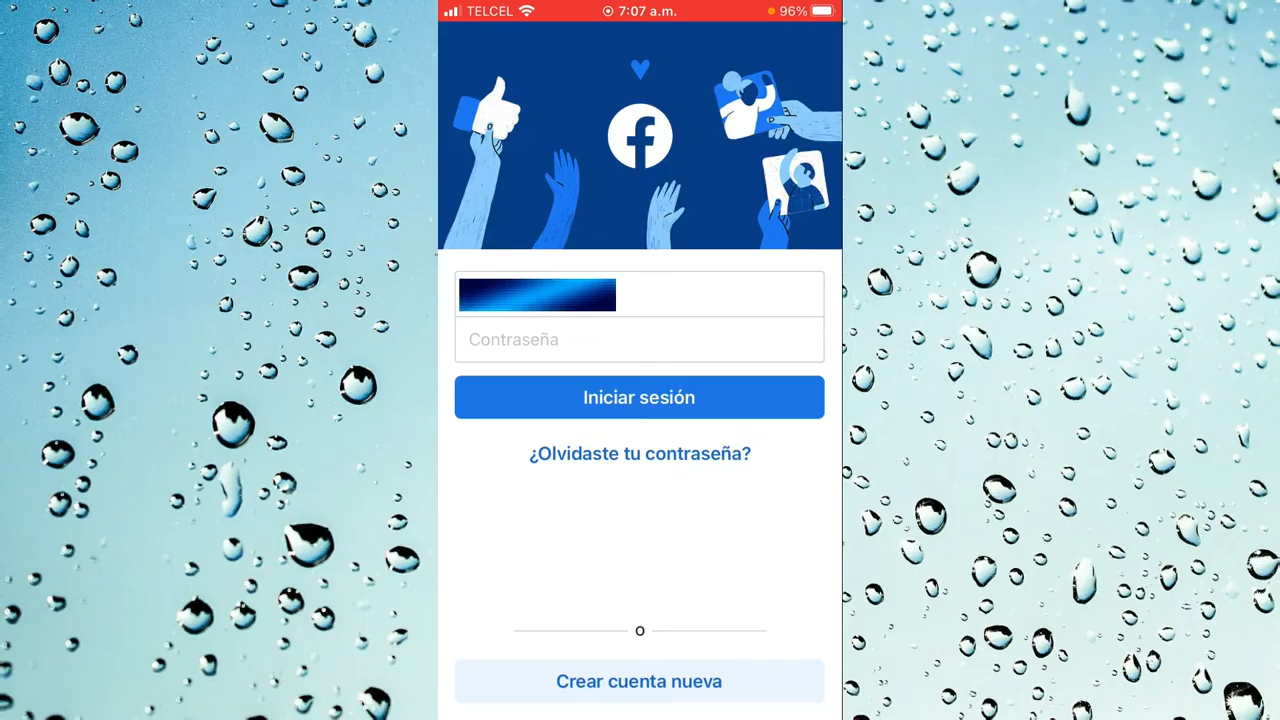 TELCEL 7:07 a.m. 96%
Contraseña
Iniciar sesión
¿Olvidaste tu contraseña?
O
Crear cuenta nueva